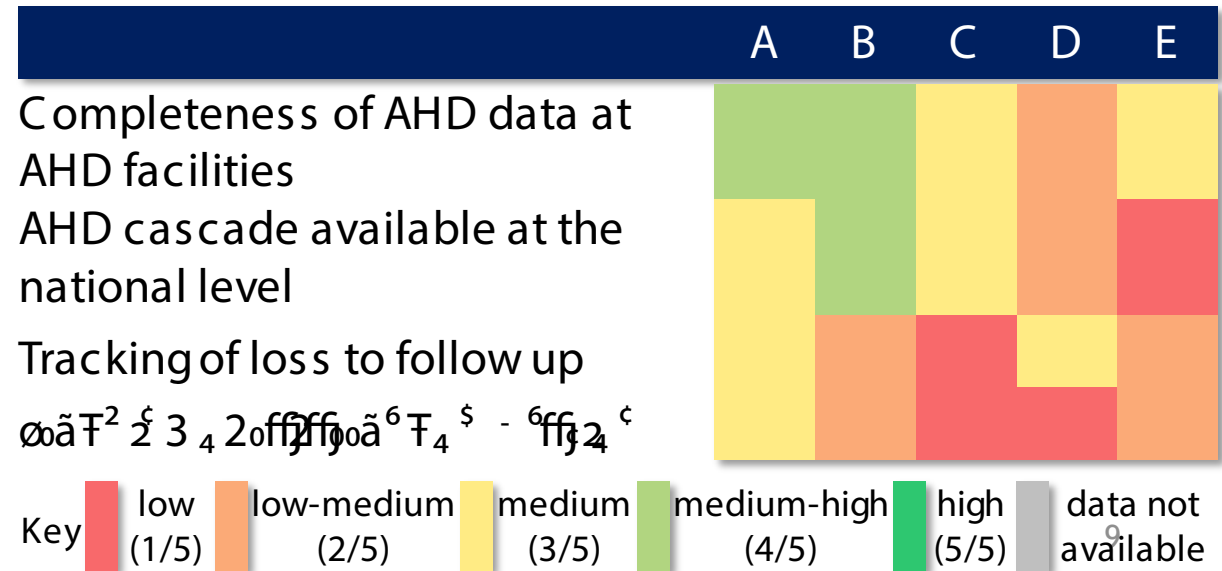 A B C D E
Completeness of AHD data at
AHD facilities
AHD cascade available at the
national level
Tracking of loss to follow up
Key low low-medium medium medium-high high data not
(1/5) (2/5) (3/5) (4/5) (5/5) available
9